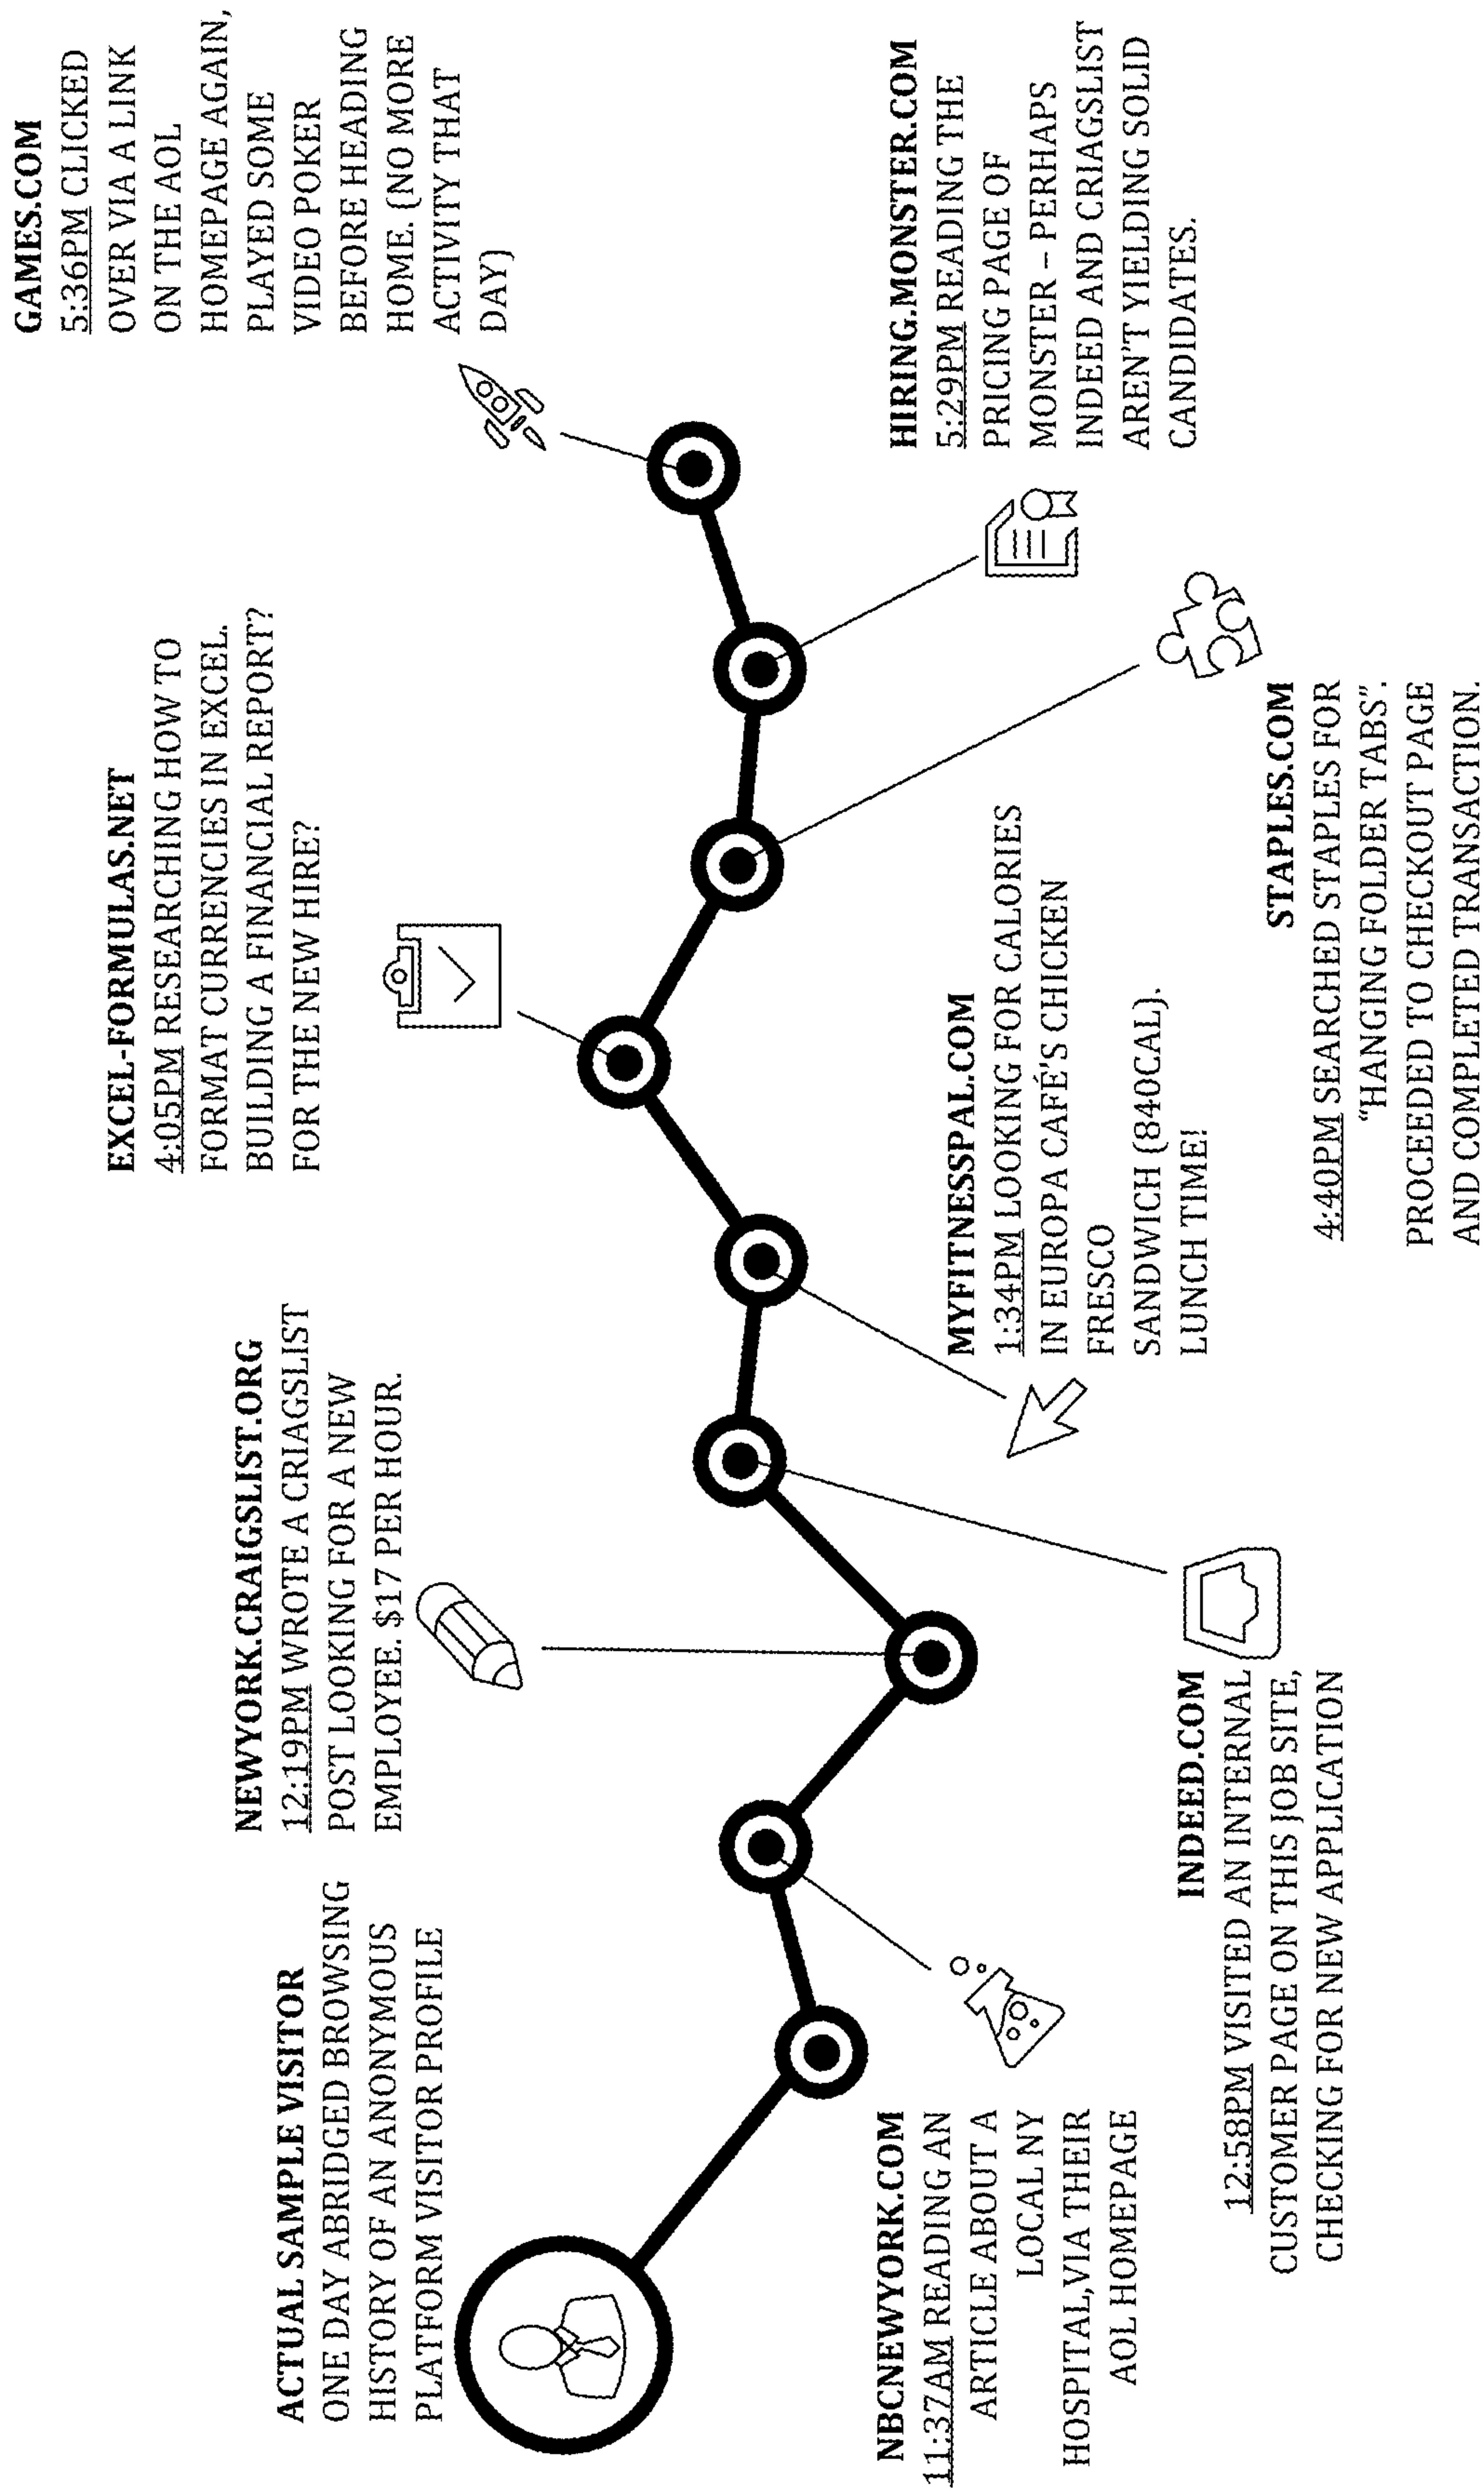 ACTUAL SAMPLE VISITOR
ONE DAY ABRIDGED BROWSING
HISTORY OF AN ANONYMOUS
PLATFORM VISITOR PROFILE
NBCNEWYORK.COM
11:37AM READING AN
ARTICLE ABOUT A
LOCAL NY
HOSPITAL,VIA THEIR
AOL HOMEPAGE
NEWYORK.CRAIGSLIST.ORG
12:19PM WROTE A CRIAGSLIST
POST LOOKING FOR A NEW
EMPLOYEE. $17 PER HOUR.
INDEED.COM
12:58PM VISITED AN INTERNAL
CUSTOMER PAGE ON THIS JOB SITE,
CHECKING FOR NEW APPLICATION
MYFITNESSPAL.COM
1:34PM LOOKING FOR CALORIES
IN EUROPA CAFÉ'S CHICKEN
FRESCO
SANDWICH (840CAL).
LUNCH TIME!
EXCEL-FORMULAS.NET
4:05PM RESEARCHING HOW TO
FORMAT CURRENCIES IN EXCEL.
BUILDING A FINANCIAL REPORT?
FOR THE NEW HIRE?
STAPLES.COM
4:40PM SEARCHED STAPLES FOR
“HANGING FOLDER TABS”.
PROCEEDED TO CHECKOUT PAGE
AND COMPLETED TRANSACTION.
HIRING.MONSTER.COM
5:29PM READING THE
PRICING PAGE OF
MONSTER – PERHAPS
INDEED AND CRIAGSLIST
AREN'T YIELDING SOLID
CANDIDATES.
GAMES.COM
5:36PM CLICKED
OVER VIA A LINK
ON THE AOL
HOMEPAGE AGAIN,
PLAYED SOME
VIDEO POKER
BEFORE HEADING
HOME. (NO MORE
ACTIVITY THAT
DAY)